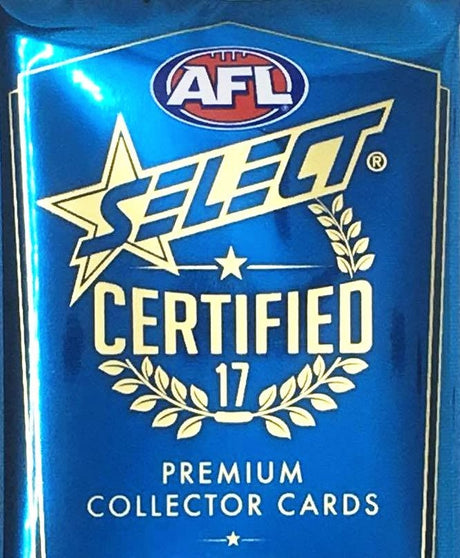 AFL
SELECT®
CERTIFIED
17
PREMIUM
COLLECTOR CARDS